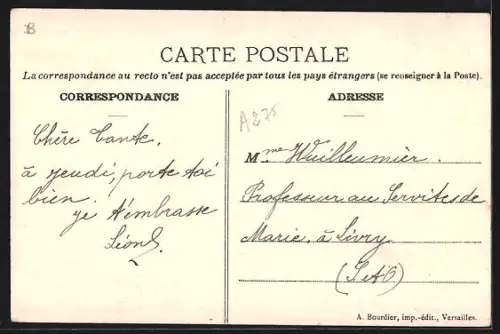 B
CARTE POSTALE
La correspondance au recto n'est pas acceptée par tous les pays étrangers (se renseigner à la Poste).
CORRESPONDANCE
Chère Tante,
à jeudi, porte toi
bien.
je t'embrasse
Léon
A275
ADRESSE
Mme Wuilleumier.
Professeur au Servites de
Marie, à Livry
(S&O)
A. Bourdier, imp.-édit., Versailles.